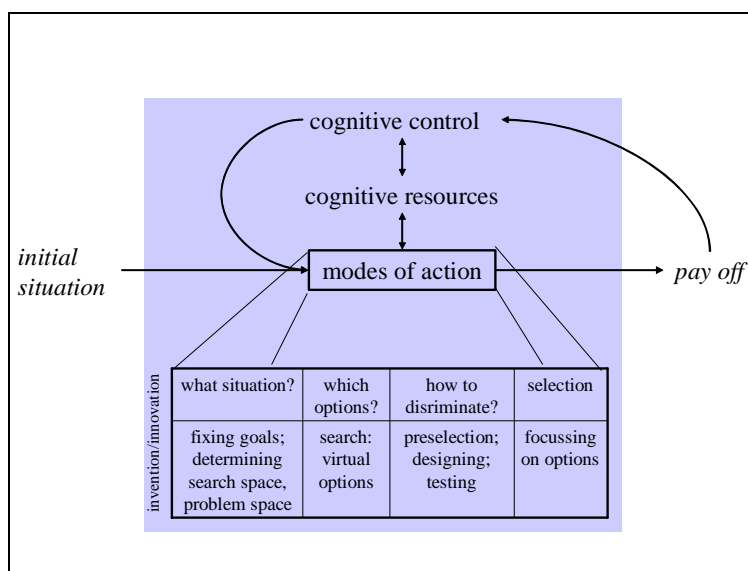 cognitive control
cognitive resources
initial
situation
modes of action
pay off
invention/innovation
what situation?
which
options?
how to
disriminate?
selection
fixing goals;
determining
search space,
problem space
search:
virtual
options
preselection;
designing;
testing
focussing
on options